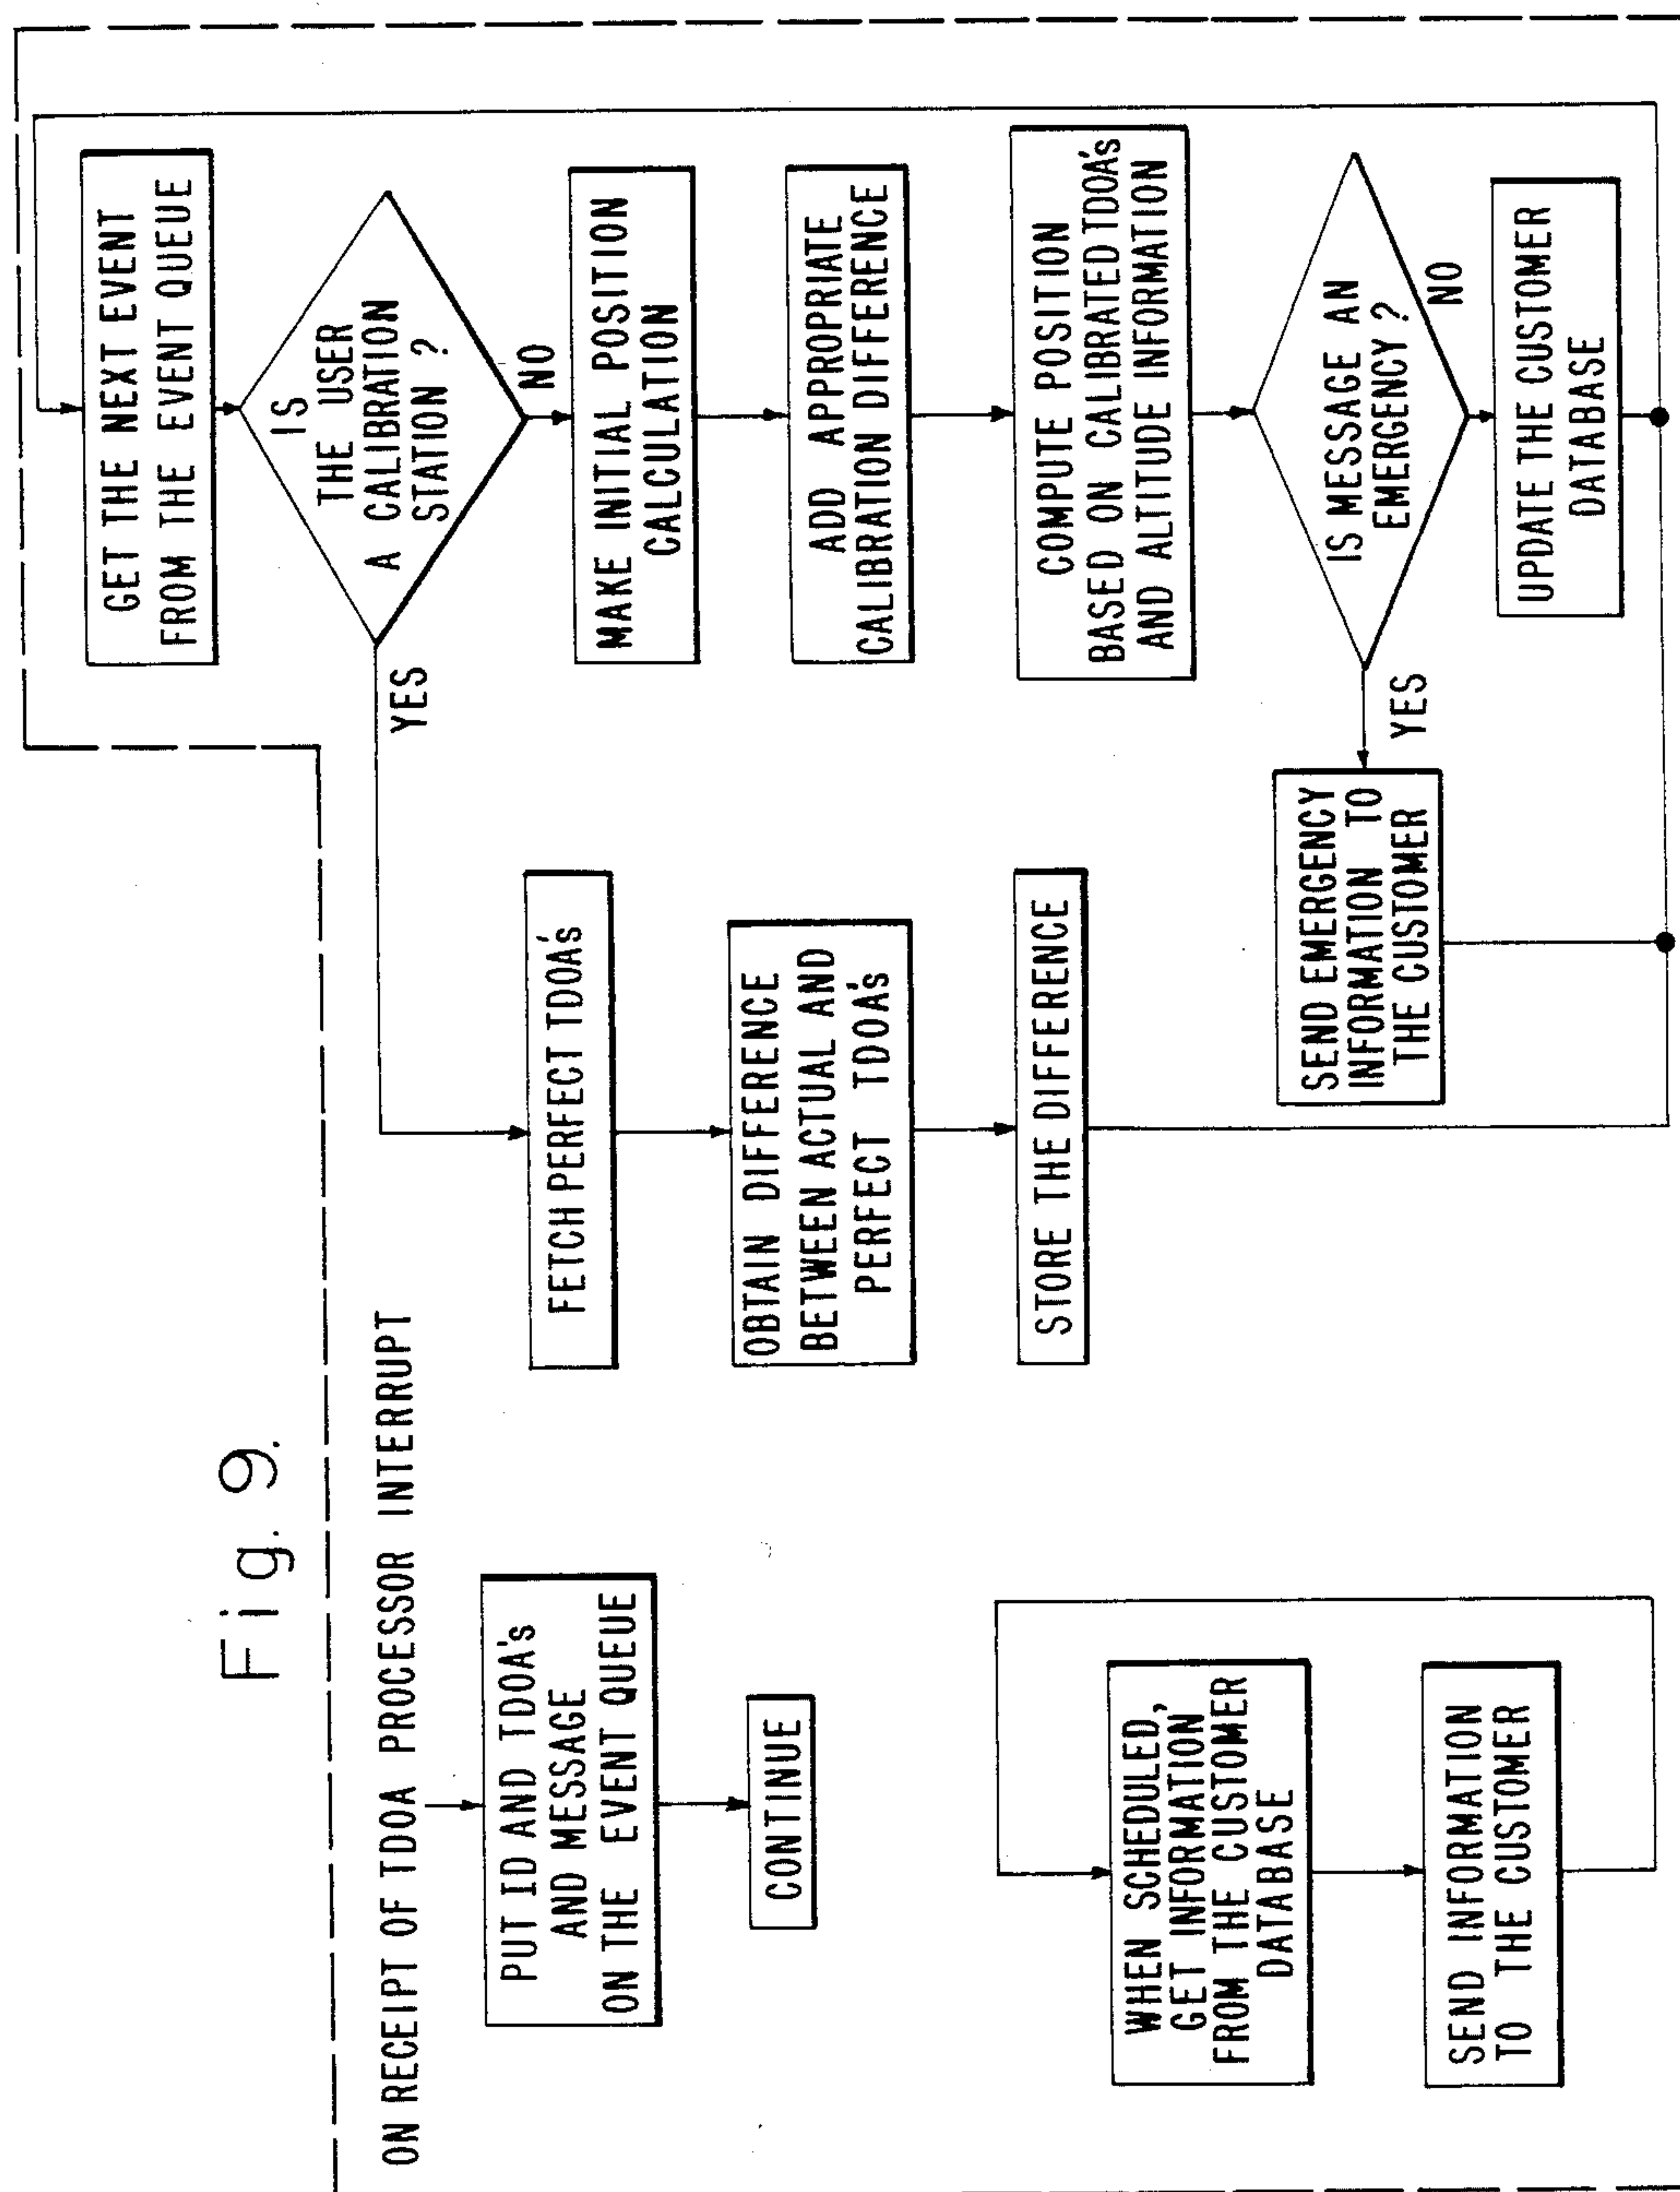 Fig. 9.
ON RECEIPT OF TDOA PROCESSOR INTERRUPT
PUT ID AND TDOA's
AND MESSAGE
ON THE EVENT QUEUE
CONTINUE
WHEN SCHEDULED,
GET INFORMATION
FROM THE CUSTOMER
DATABASE
SEND INFORMATION
TO THE CUSTOMER
FETCH PERFECT TDOA's
OBTAIN DIFFERENCE
BETWEEN ACTUAL AND
PERFECT TDOA's
STORE THE DIFFERENCE
GET THE NEXT EVENT
FROM THE EVENT QUEUE
IS
THE USER
A CALIBRATION
STATION ?
YES
NO
MAKE INITIAL POSITION
CALCULATION
ADD APPROPRIATE
CALIBRATION DIFFERENCE
COMPUTE POSITION
BASED ON CALIBRATED TDOA's
AND ALTITUDE INFORMATION
IS MESSAGE AN
EMERGENCY ?
YES
NO
SEND EMERGENCY
INFORMATION TO
THE CUSTOMER
UPDATE THE CUSTOMER
DATABASE